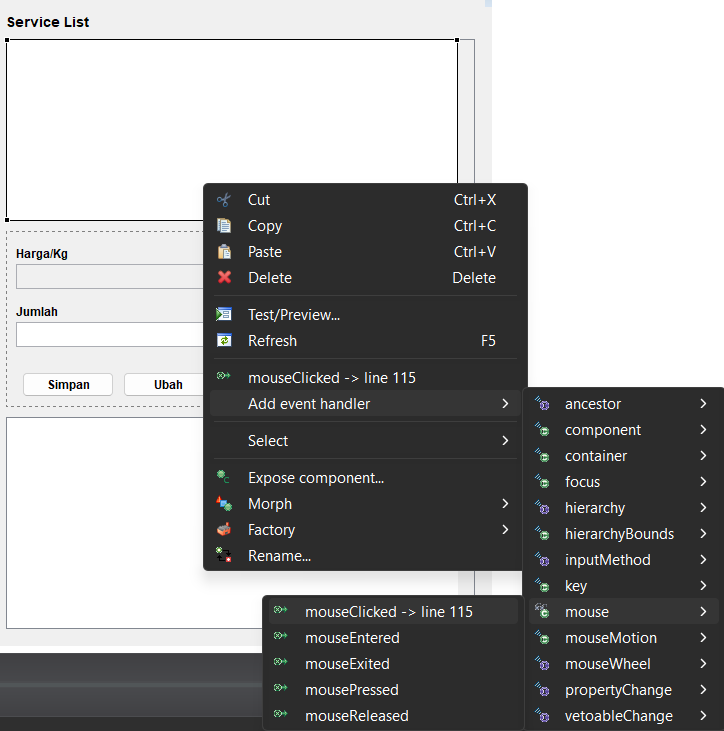 Service List
Harga/Kg
Jumlah
Simpan
Ubah
Cut Ctrl+X
Copy Ctrl+C
Paste Ctrl+V
Delete Delete
Test/Preview...
Refresh F5
mouseClicked -> line 115
Add event handler
Select
Expose component...
Morph
Factory
Rename...
ancestor
component
container
focus
hierarchy
hierarchyBounds
inputMethod
key
mouse
mouseMotion
mouseWheel
propertyChange
vetoableChange
mouseClicked -> line 115
mouseEntered
mouseExited
mousePressed
mouseReleased